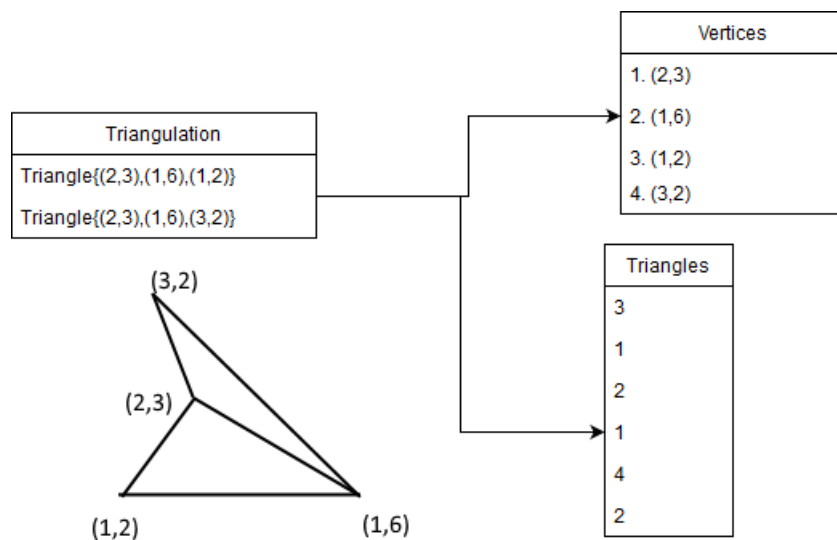 Vertices
1. (2,3)
2. (1,6)
3. (1,2)
4. (3,2)
Triangulation
Triangle{(2,3),(1,6),(1,2)}
Triangle{(2,3),(1,6),(3,2)}
Triangles
3
1
2
1
4
2
(3,2)
(2,3)
(1,2)
(1,6)